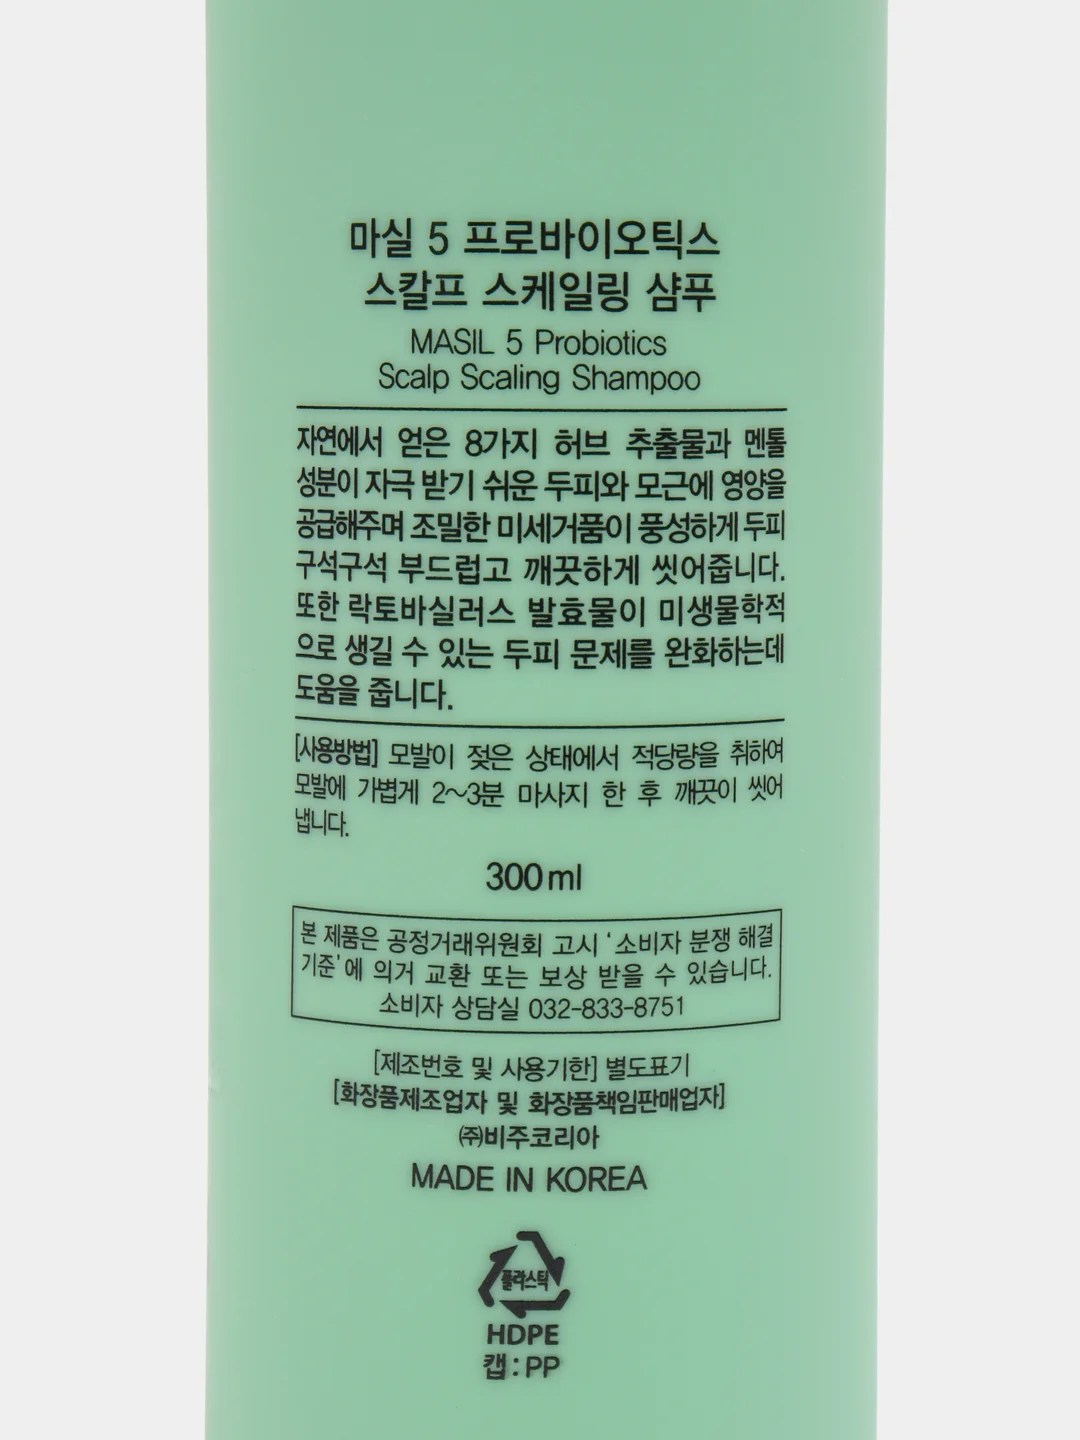 마실 5 프로바이오틱스
스칼프 스케일링 샴푸
MASIL 5 Probiotics
Scalp Scaling Shampoo
자연에서 얻은 8가지 허브 추출물과 멘톨
성분이 자극 받기 쉬운 두피와 모근에 영양을
공급해주며 조밀한 미세거품이 풍성하게 두피
구석구석 부드럽고 깨끗하게 씻어줍니다.
또한 락토바실러스 발효물이 미생물학적
으로 생길 수 있는 두피 문제를 완화하는데
도움을 줍니다.
[사용방법] 모발이 젖은 상태에서 적당량을 취하여
모발에 가볍게 2~3분 마사지 한 후 깨끗이 씻어
냅니다.
300ml
본 제품은 공정거래위원회 고시 '소비자 분쟁 해결
기준'에 의거 교환 또는 보상 받을 수 있습니다.
소비자 상담실 032-833-8751
[제조번호 및 사용기한] 별도표기
[화장품제조업자 및 화장품책임판매업자]
㈜비주코리아
MADE IN KOREA
플라스틱
HDPE
캡:PP